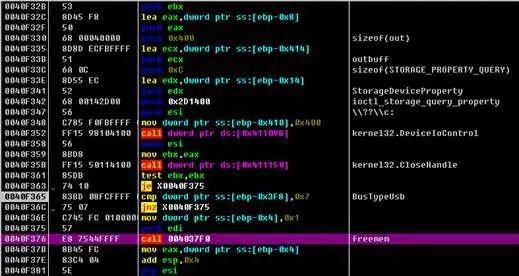 0040F32B 53 push ebx
0040F32C 8D45 F8 lea eax,dword ptr ss:[ebp-0x8]
0040F32F 50 push eax
0040F330 68 00040000 push 0x400 sizeof(out)
0040F335 8D8D ECFBFFFF lea ecx,dword ptr ss:[ebp-0x414]
0040F33B 51 push ecx outbuff
0040F33C 6A 0C push 0xC sizeof(STORAGE_PROPERTY_QUERY)
0040F33E 8D55 EC lea edx,dword ptr ss:[ebp-0x14]
0040F341 52 push edx StorageDeviceProperty
0040F342 68 00142D00 push 0x2D1400 ioctl_storage_query_property
0040F347 56 push esi \\??\\c:
0040F348 C785 F0FBFFFF mov dword ptr ss:[ebp-0x410],0x400
0040F352 FF15 98104100 call dword ptr ds:[0x411098] kernel32.DeviceIoControl
0040F358 56 push esi
0040F359 8BD8 mov ebx,eax
0040F35B FF15 50114100 call dword ptr ds:[0x411150] kernel32.CloseHandle
0040F361 85DB test ebx,ebx
0040F363 74 10 je X0040F375
0040F365 83BD 08FCFFFF cmp dword ptr ss:[ebp-0x3F8],0x7 BusTypeUsb
0040F36C 75 07 jnz X0040F375
0040F36E C745 FC 0100000 mov dword ptr ss:[ebp-0x4],0x1
0040F375 57 push edi
0040F376 E8 7544FFFF call 004037F0 freemem
0040F37B 8B45 FC mov eax,dword ptr ss:[ebp-0x4]
0040F37E 83C4 04 add esp,0x4
0040F381 5E pop esi